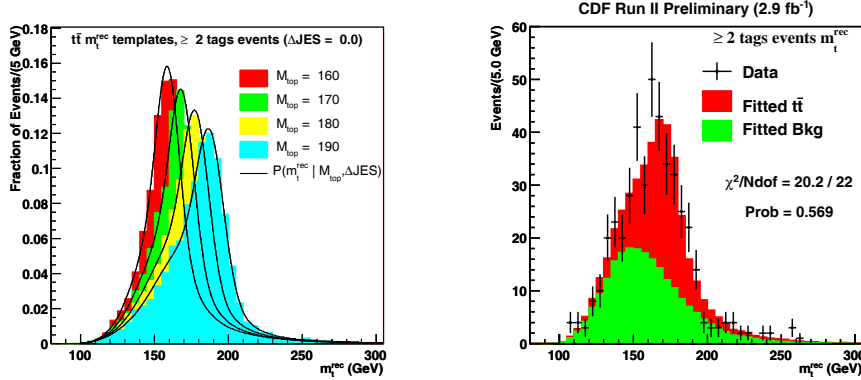 tt̄ m_t^rec templates, ≥ 2 tags events (ΔJES = 0.0)
Fraction of Events/(5 GeV)
0.18
0.16
0.14
0.12
0.1
0.08
0.06
0.04
0.02
0
M_top = 160
M_top = 170
M_top = 180
M_top = 190
P(m_t^rec | M_top, ΔJES)
100 150 200 250 300
m_t^rec (GeV)
CDF Run II Preliminary (2.9 fb⁻¹)
Events/(5.0 GeV)
60
50
40
30
20
10
0
≥ 2 tags events m_t^rec
Data
Fitted tt̄
Fitted Bkg
χ²/Ndof = 20.2 / 22
Prob = 0.569
100 150 200 250 300
m_t^rec (GeV)